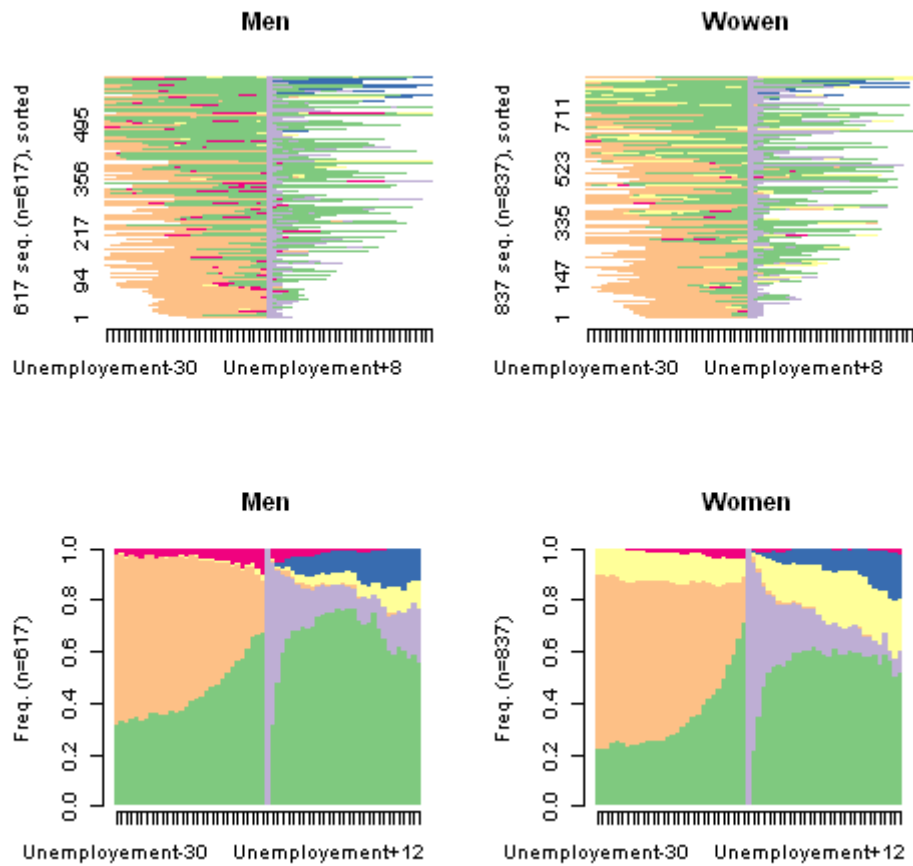 Men
Wowen
617 seq. (n=617), sorted
1 94 217 356 495
837 seq. (n=837), sorted
1 147 335 523 711
Unemployement-30 Unemployement+8
Unemployement-30 Unemployement+8
Men
Women
Freq. (n=617)
0.0 0.2 0.4 0.6 0.8 1.0
Freq. (n=837)
0.0 0.2 0.4 0.6 0.8 1.0
Unemployement-30 Unemployement+12
Unemployement-30 Unemployement+12